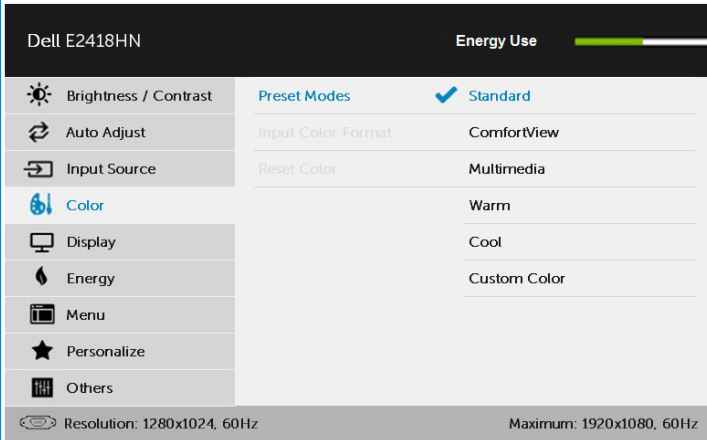 Dell E2418HN Energy Use
Brightness / Contrast Preset Modes Standard
Auto Adjust Input Color Format ComfortView
Input Source Reset Color Multimedia
Color Warm
Display Cool
Energy Custom Color
Menu
Personalize
Others
Resolution: 1280x1024, 60Hz Maximum: 1920x1080, 60Hz